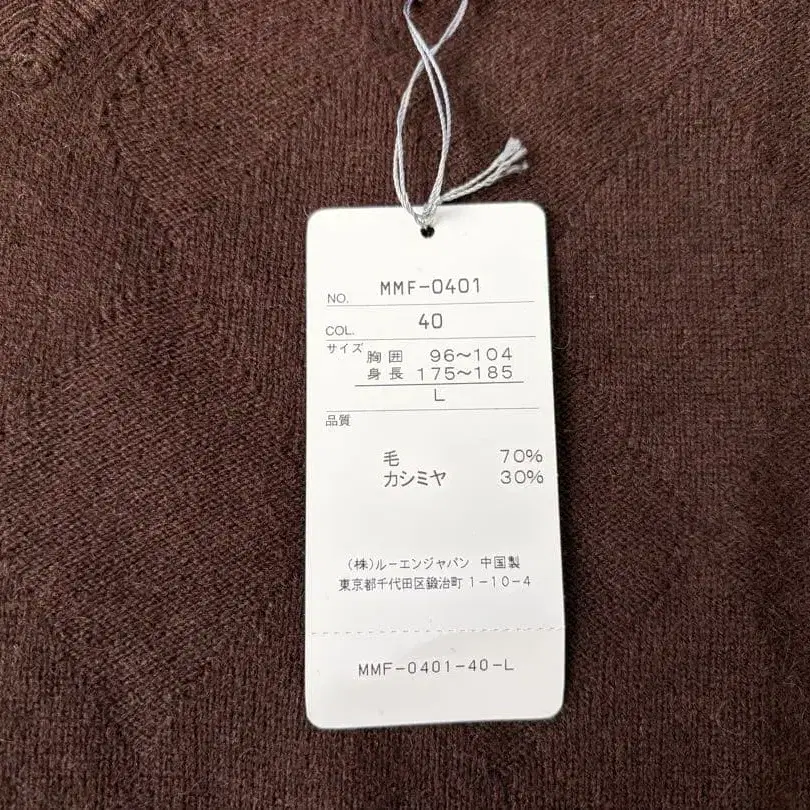 NO. MMF-0401
COL. 40
サイズ 胸囲 96～104
身長 175～185
L
品質
毛 70%
カシミヤ 30%
(株)ルーエンジャパン 中国製
東京都千代田区鍛治町1-10-4
MMF-0401-40-L